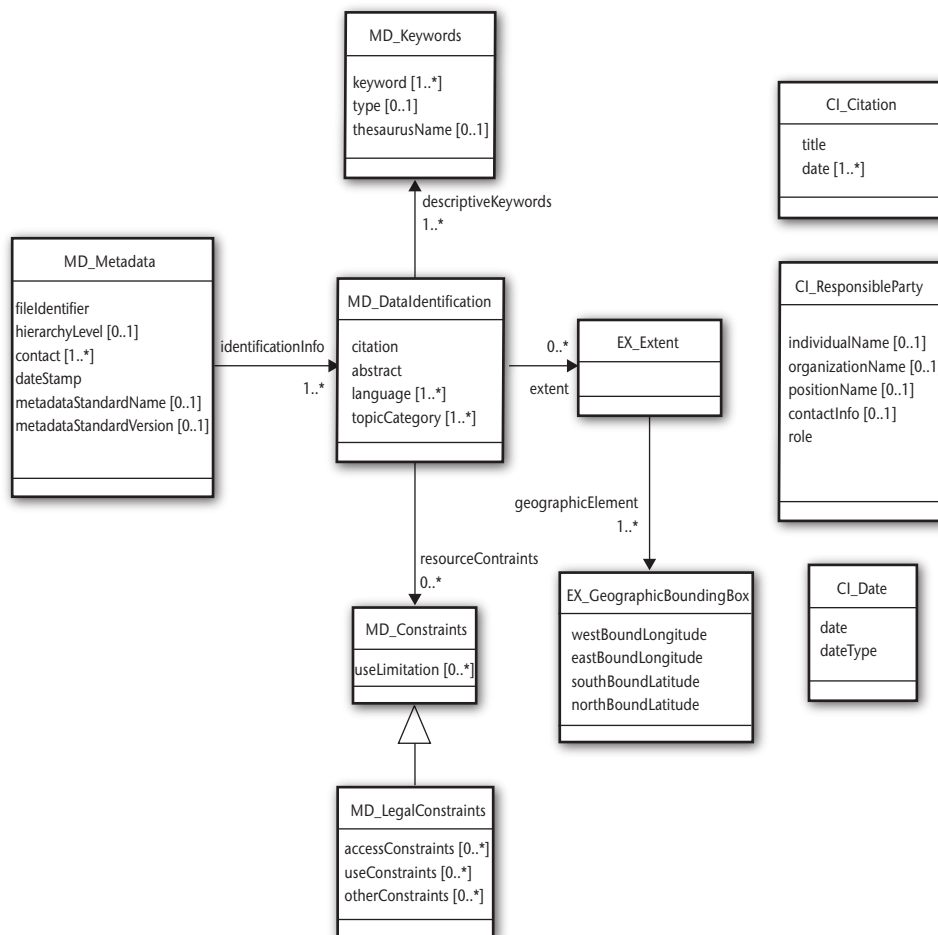 MD_Keywords
keyword [1..*]
type [0..1]
thesaurusName [0..1]
CI_Citation
title
date [1..*]
descriptiveKeywords
1..*
MD_Metadata
fileIdentifier
hierarchyLevel [0..1]
contact [1..*]
dateStamp
metadataStandardName [0..1]
metadataStandardVersion [0..1]
identificationInfo
1..*
MD_DataIdentification
citation
abstract
language [1..*]
topicCategory [1..*]
0..*
extent
EX_Extent
CI_ResponsibleParty
individualName [0..1]
organizationName [0..1
positionName [0..1]
contactInfo [0..1]
role
geographicElement
1..*
resourceContraints
0..*
MD_Constraints
useLimitation [0..*]
EX_GeographicBoundingBox
westBoundLongitude
eastBoundLongitude
southBoundLatitude
northBoundLatitude
CI_Date
date
dateType
MD_LegalConstraints
accessConstraints [0..*]
useConstraints [0..*]
otherConstraints [0..*]